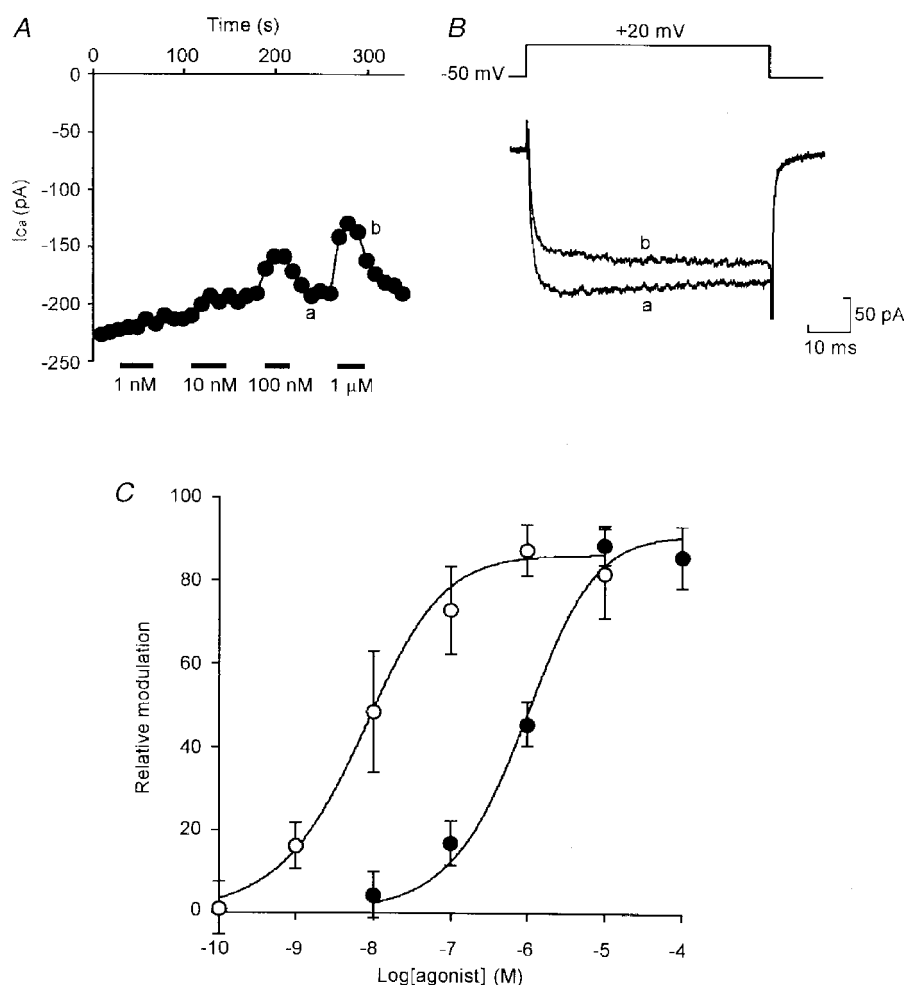 A
Time (s)
0 100 200 300
0
-50
-100
-150
-200
-250
Ica (pA)
b
a
1 nM 10 nM 100 nM 1 μM
B
+20 mV
-50 mV
b
a
50 pA
10 ms
C
100
80
60
40
20
0
Relative modulation
-10 -9 -8 -7 -6 -5 -4
Log[agonist] (M)